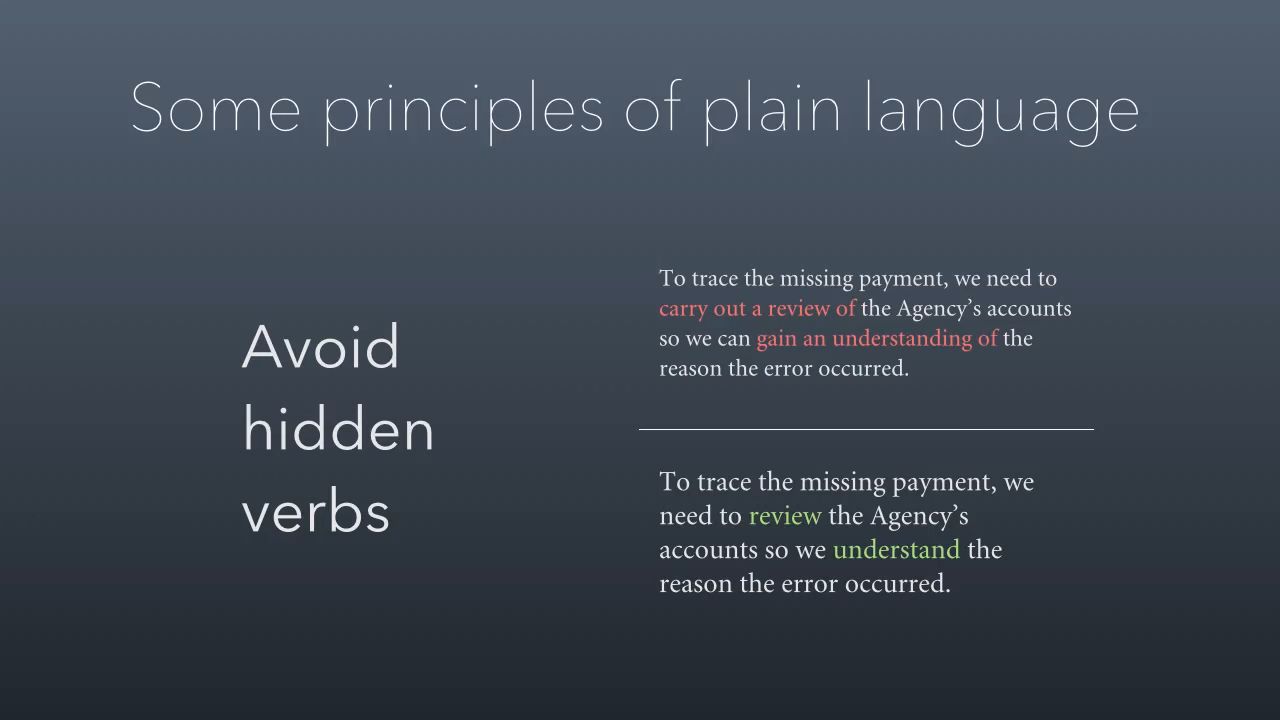 Some principles of plain language
Avoid
hidden
verbs
To trace the missing payment, we need to
carry out a review of the Agency’s accounts
so we can gain an understanding of the
reason the error occurred.
To trace the missing payment, we
need to review the Agency’s
accounts so we understand the
reason the error occurred.